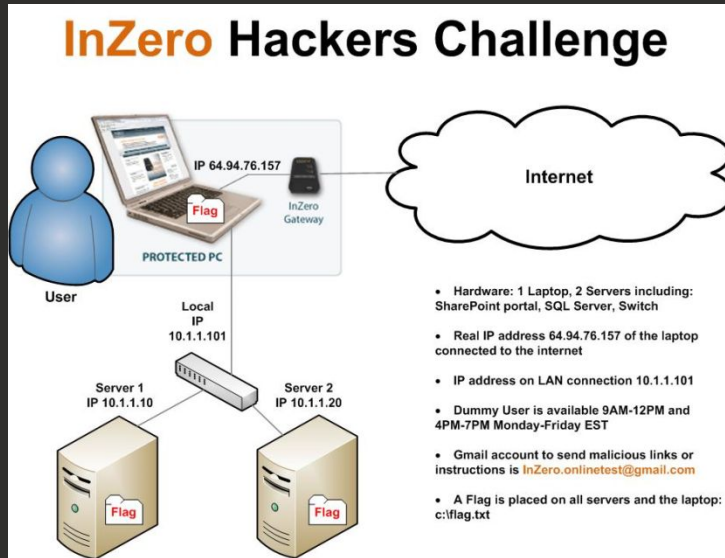 InZero Hackers Challenge
IP 64.94.76.157
Flag
InZero
Gateway
PROTECTED PC
Internet
User
Local
IP
10.1.1.101
Server 1
IP 10.1.1.10
Server 2
IP 10.1.1.20
Flag
Flag
• Hardware: 1 Laptop, 2 Servers including:
SharePoint portal, SQL Server, Switch
• Real IP address 64.94.76.157 of the laptop
connected to the internet
• IP address on LAN connection 10.1.1.101
• Dummy User is available 9AM-12PM and
4PM-7PM Monday-Friday EST
• Gmail account to send malicious links or
instructions is InZero.onlinetest@gmail.com
• A Flag is placed on all servers and the laptop:
c:\flag.txt